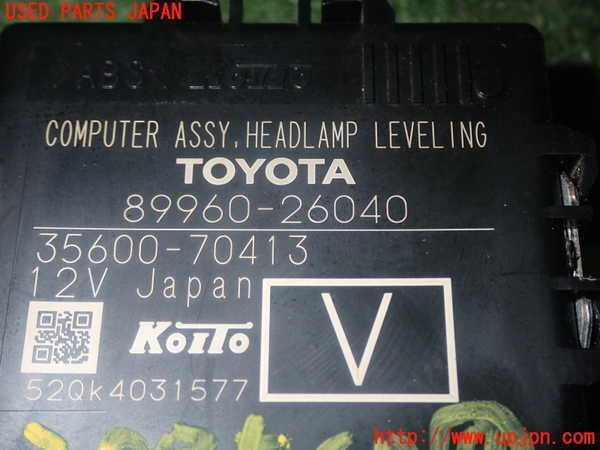 USED PARTS JAPAN
>ABS<
COMPUTER ASSY, HEADLAMP LEVELING
TOYOTA
89960-26040
35600-70413
12V Japan
KOITO
V
52Qk4031577
http://www.upjpn.com